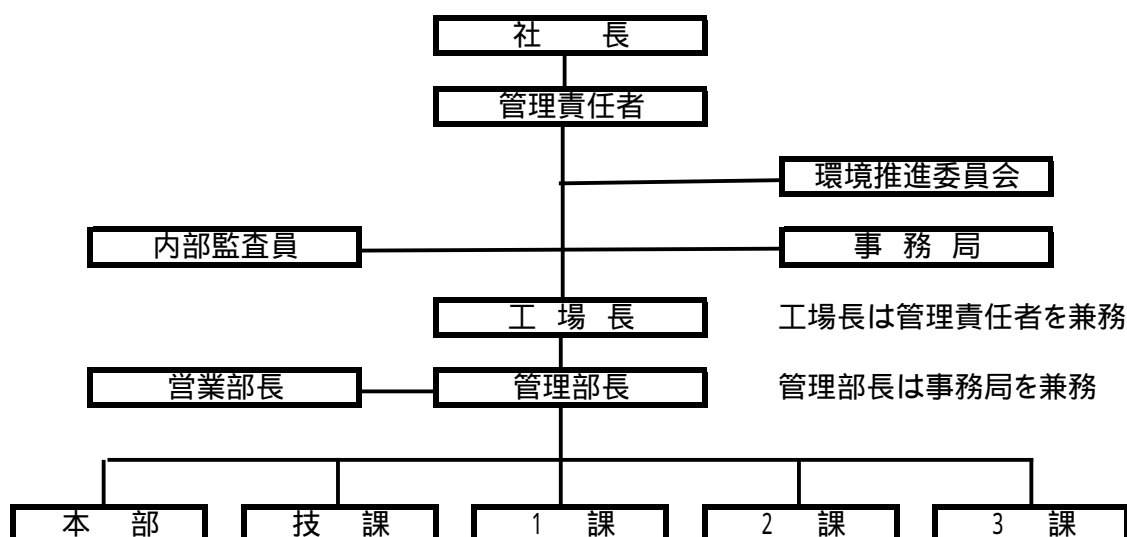 社 長
管理責任者
環境推進委員会
内部監査員
事 務 局
工 場 長
工場長は管理責任者を兼務
営業部長
管理部長
管理部長は事務局を兼務
本 部
技 課
1 課
2 課
3 課